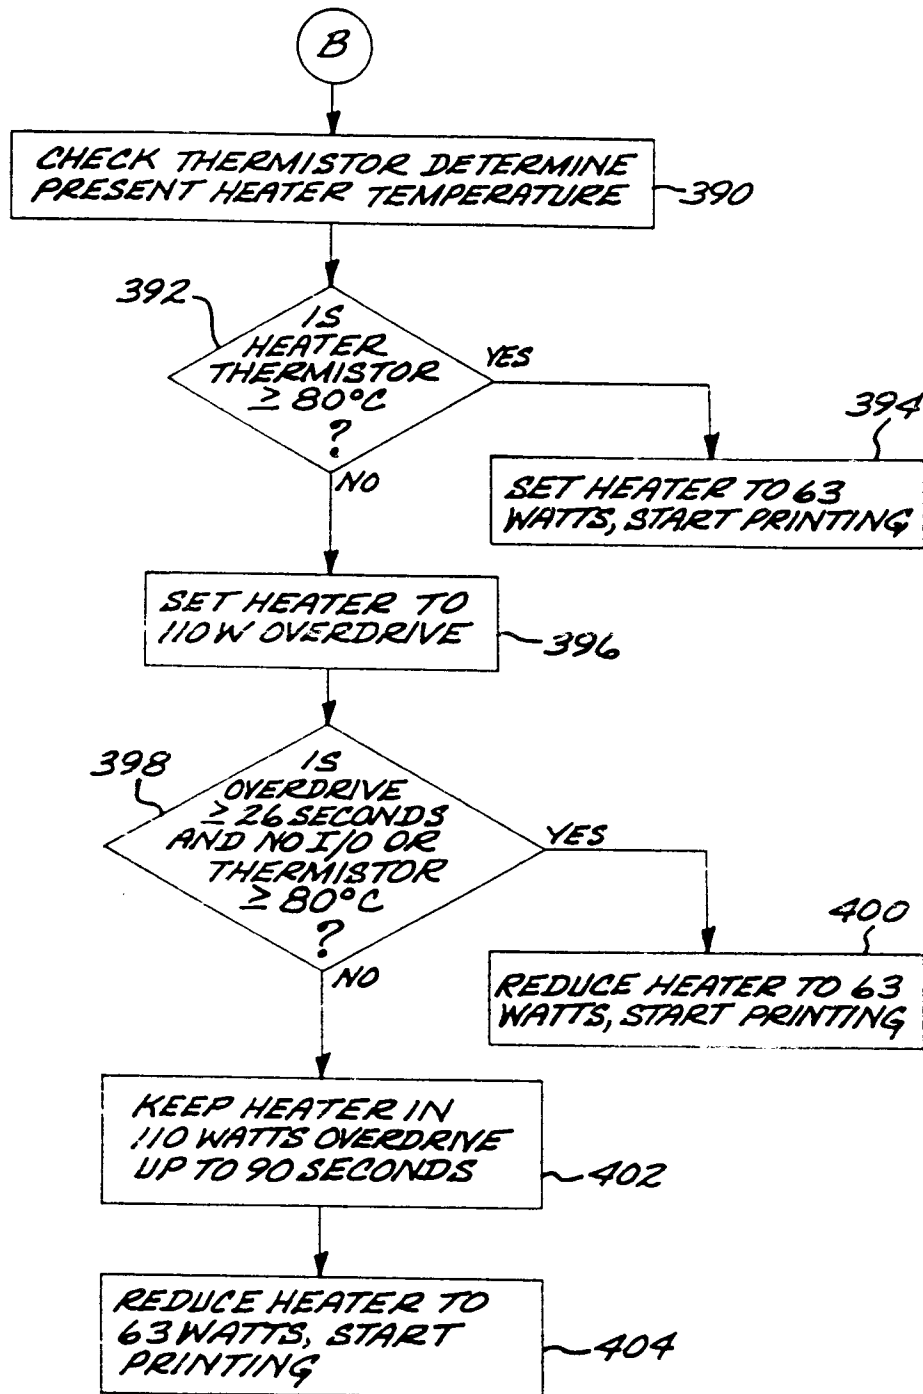 B
CHECK THERMISTOR DETERMINE
PRESENT HEATER TEMPERATURE
390
392
IS
HEATER
THERMISTOR
≥ 80°C
?
YES
NO
394
SET HEATER TO 63
WATTS, START PRINTING
SET HEATER TO
110W OVERDRIVE
396
398
IS
OVERDRIVE
≥ 26 SECONDS
AND NO I/O OR
THERMISTOR
≥ 80°C
?
YES
NO
400
REDUCE HEATER TO 63
WATTS, START PRINTING
KEEP HEATER IN
110 WATTS OVERDRIVE
UP TO 90 SECONDS
402
REDUCE HEATER TO
63 WATTS, START
PRINTING
404